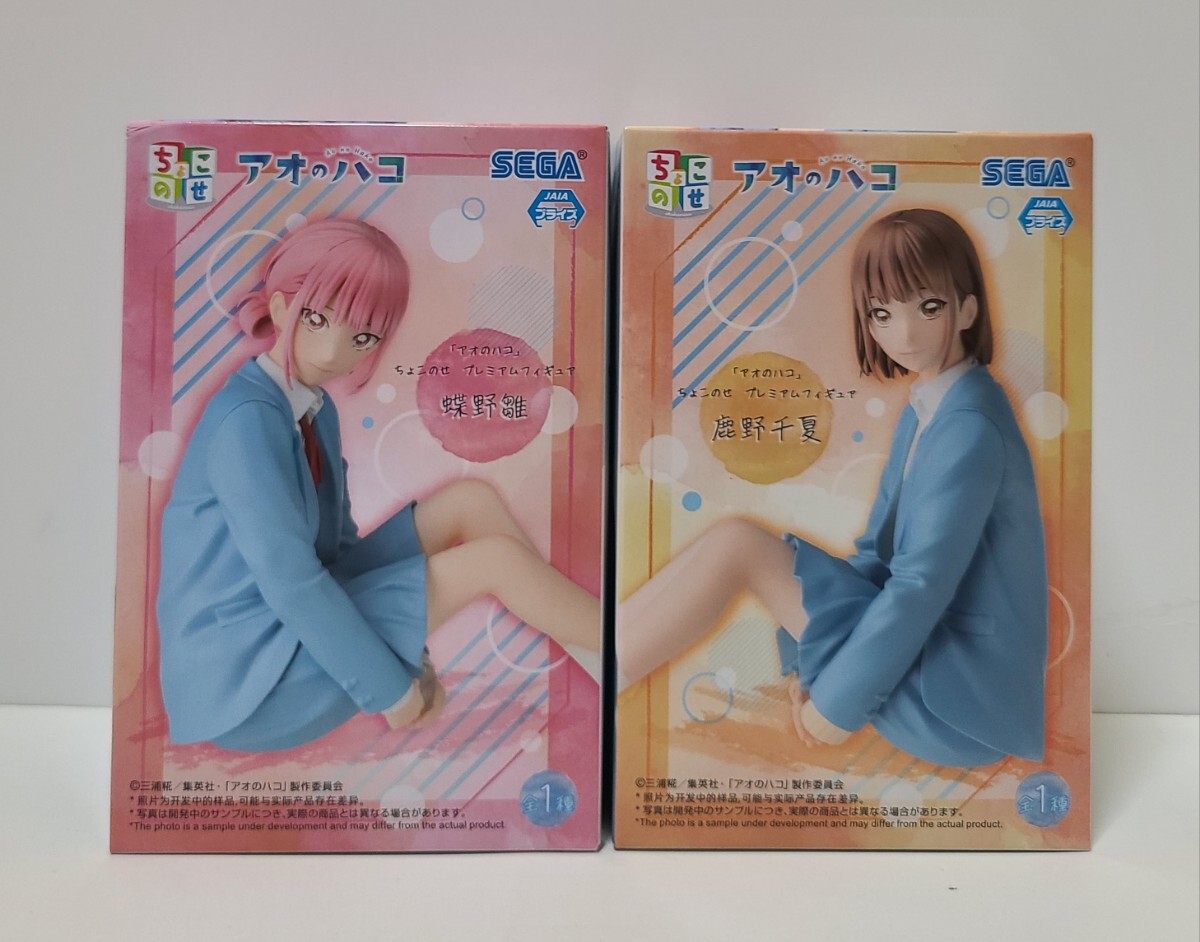 ちょこのせ
Ao no Hako
アオのハコ
SEGA®
JAIA
プライズ
「アオのハコ」
ちょこのせ プレミアムフィギュア
蝶野雛
©三浦糀/集英社・「アオのハコ」製作委員会
* 照片为开发中的样品,可能与实际产品存在差异。
* 写真は開発中のサンプルにつき、実際の商品とは異なる場合があります。
*The photo is a sample under development and may differ from the actual product.
全1種
ちょこのせ
Ao no Hako
アオのハコ
SEGA®
JAIA
プライズ
「アオのハコ」
ちょこのせ プレミアムフィギュア
鹿野千夏
©三浦糀/集英社・「アオのハコ」製作委員会
* 照片为开发中的样品,可能与实际产品存在差异。
* 写真は開発中のサンプルにつき、実際の商品とは異なる場合があります。
*The photo is a sample under development and may differ from the actual product.
全1種